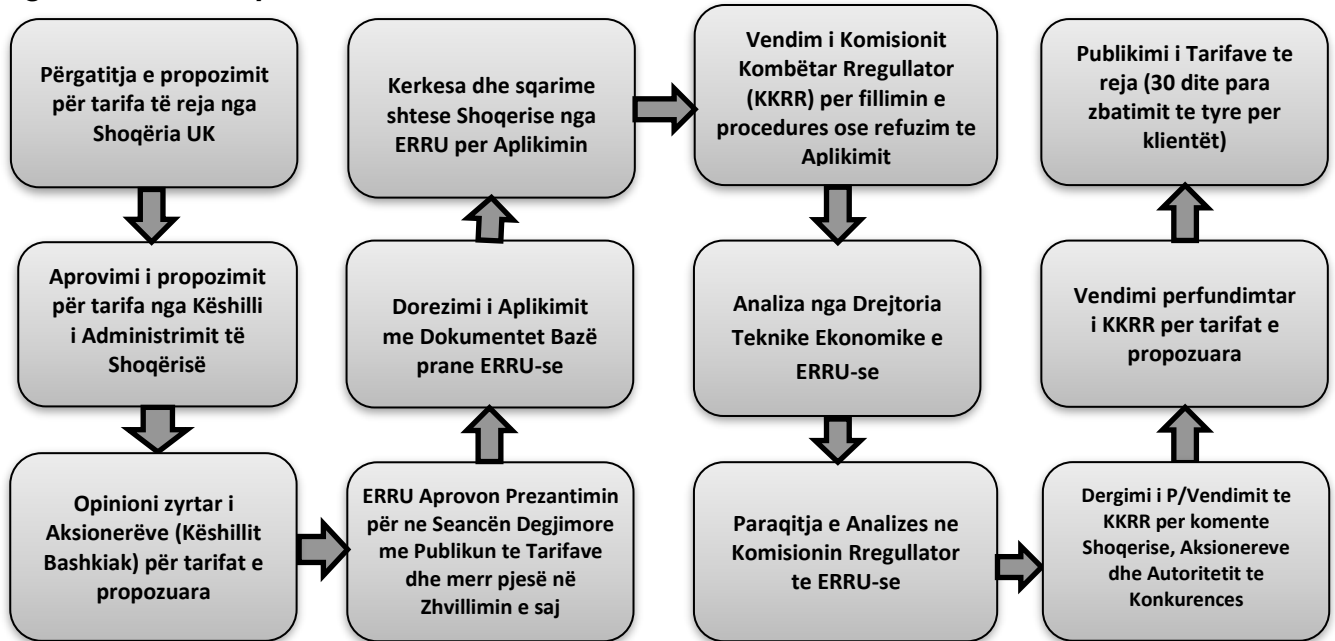 Përgatitja e propozimit
për tarifa të reja nga
Shoqëria UK
Aprovimi i propozimit
për tarifa nga Këshilli
i Administrimit të
Shoqërisë
Opinioni zyrtar i
Aksionerëve (Këshillit
Bashkiak) për tarifat e
propozuara
ERRU Aprovon Prezantimin
për ne Seancën Degjimore
me Publikun te Tarifave
dhe merr pjesë në
Zhvillimin e saj
Dorezimi i Aplikimit
me Dokumentet Bazë
prane ERRU-se
Kerkesa dhe sqarime
shtese Shoqerise nga
ERRU per Aplikimin
Vendim i Komisionit
Kombëtar Rregullator
(KKRR) per fillimin e
procedures ose refuzim te
Aplikimit
Analiza nga Drejtoria
Teknike Ekonomike e
ERRU-se
Paraqitja e Analizes ne
Komisionin Rregullator
te ERRU-se
Dergimi i P/Vendimit te
KKRR per komente
Shoqerise, Aksionereve
dhe Autoritetit te
Konkurences
Vendimi perfundimtar
i KKRR per tarifat e
propozuara
Publikimi i Tarifave te
reja (30 dite para
zbatimit te tyre per
klientët)